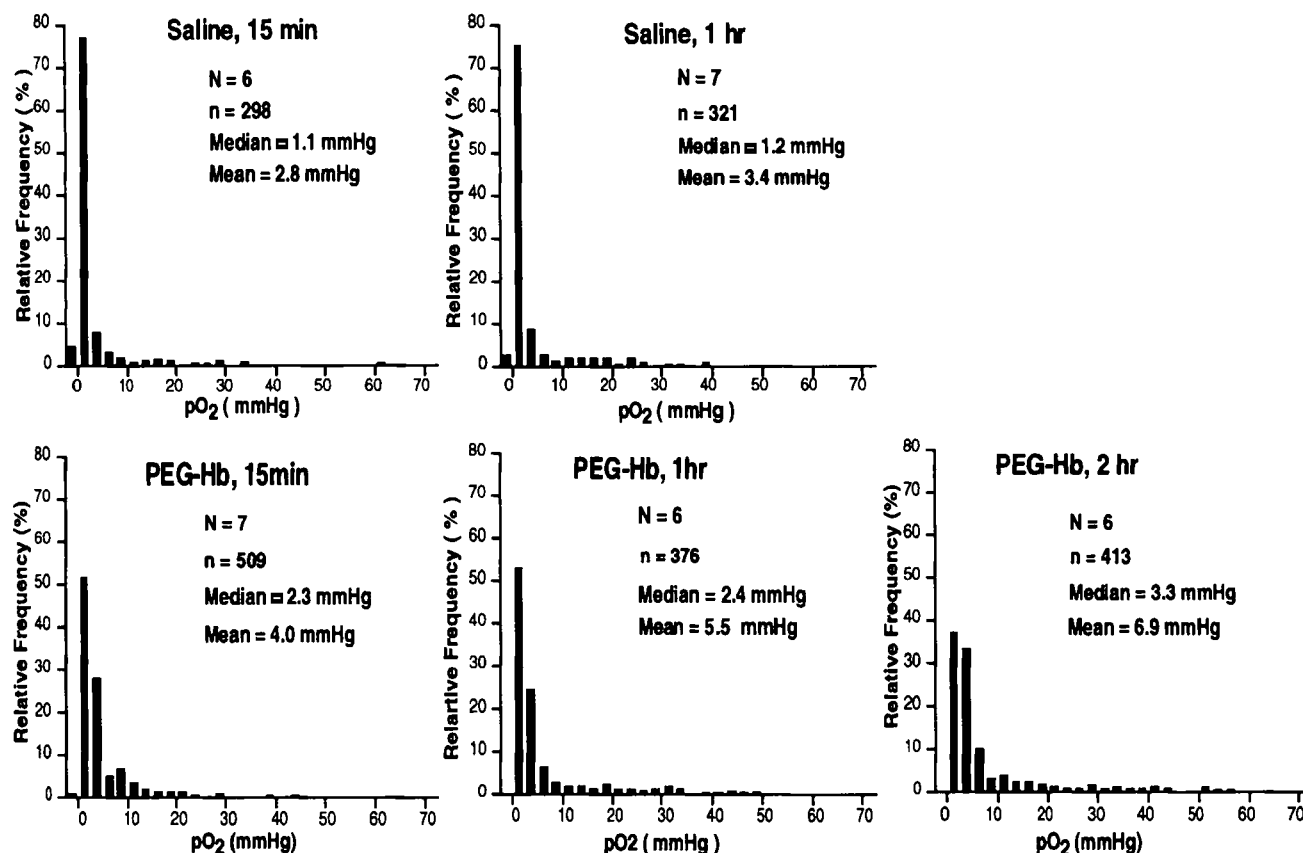 Saline, 15 min
N = 6
n = 298
Median = 1.1 mmHg
Mean = 2.8 mmHg
Relative Frequency ( % )
80
70
60
50
40
30
20
10
0
0 10 20 30 40 50 60 70
pO2 ( mmHg )
Saline, 1 hr
N = 7
n = 321
Median = 1.2 mmHg
Mean = 3.4 mmHg
Relative Frequency ( % )
80
70
60
50
40
30
20
10
0
0 10 20 30 40 50 60 70
pO2 ( mmHg )
PEG-Hb, 15min
N = 7
n = 509
Median = 2.3 mmHg
Mean = 4.0 mmHg
Relative Frequency (%)
80
70
60
50
40
30
20
10
0
0 10 20 30 40 50 60 70
pO2 (mmHg)
PEG-Hb, 1hr
N = 6
n = 376
Median = 2.4 mmHg
Mean = 5.5 mmHg
Relartive Frequency ( % )
80
70
60
50
40
30
20
10
0
0 10 20 30 40 50 60 70
pO2 ( mmHg )
PEG-Hb, 2 hr
N = 6
n = 413
Median = 3.3 mmHg
Mean = 6.9 mmHg
Relative Frequency (%)
80
70
60
50
40
30
20
10
0
0 10 20 30 40 50 60 70
pO2 (mmHg)